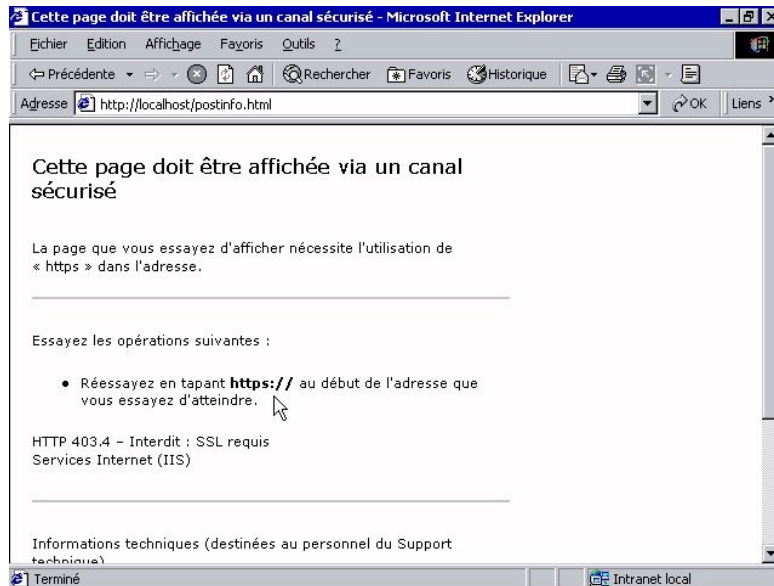 Cette page doit être affichée via un canal sécurisé - Microsoft Internet Explorer
Fichier Edition Affichage Favoris Outils ?
Précédente Rechercher Favoris Historique
Adresse http://localhost/postinfo.html OK Liens
Cette page doit être affichée via un canal
sécurisé
La page que vous essayez d'afficher nécessite l'utilisation de
« https » dans l'adresse.
Essayez les opérations suivantes :
• Réessayez en tapant https:// au début de l'adresse que
vous essayez d'atteindre.
HTTP 403.4 – Interdit : SSL requis
Services Internet (IIS)
Informations techniques (destinées au personnel du Support
technique)
Terminé Intranet local